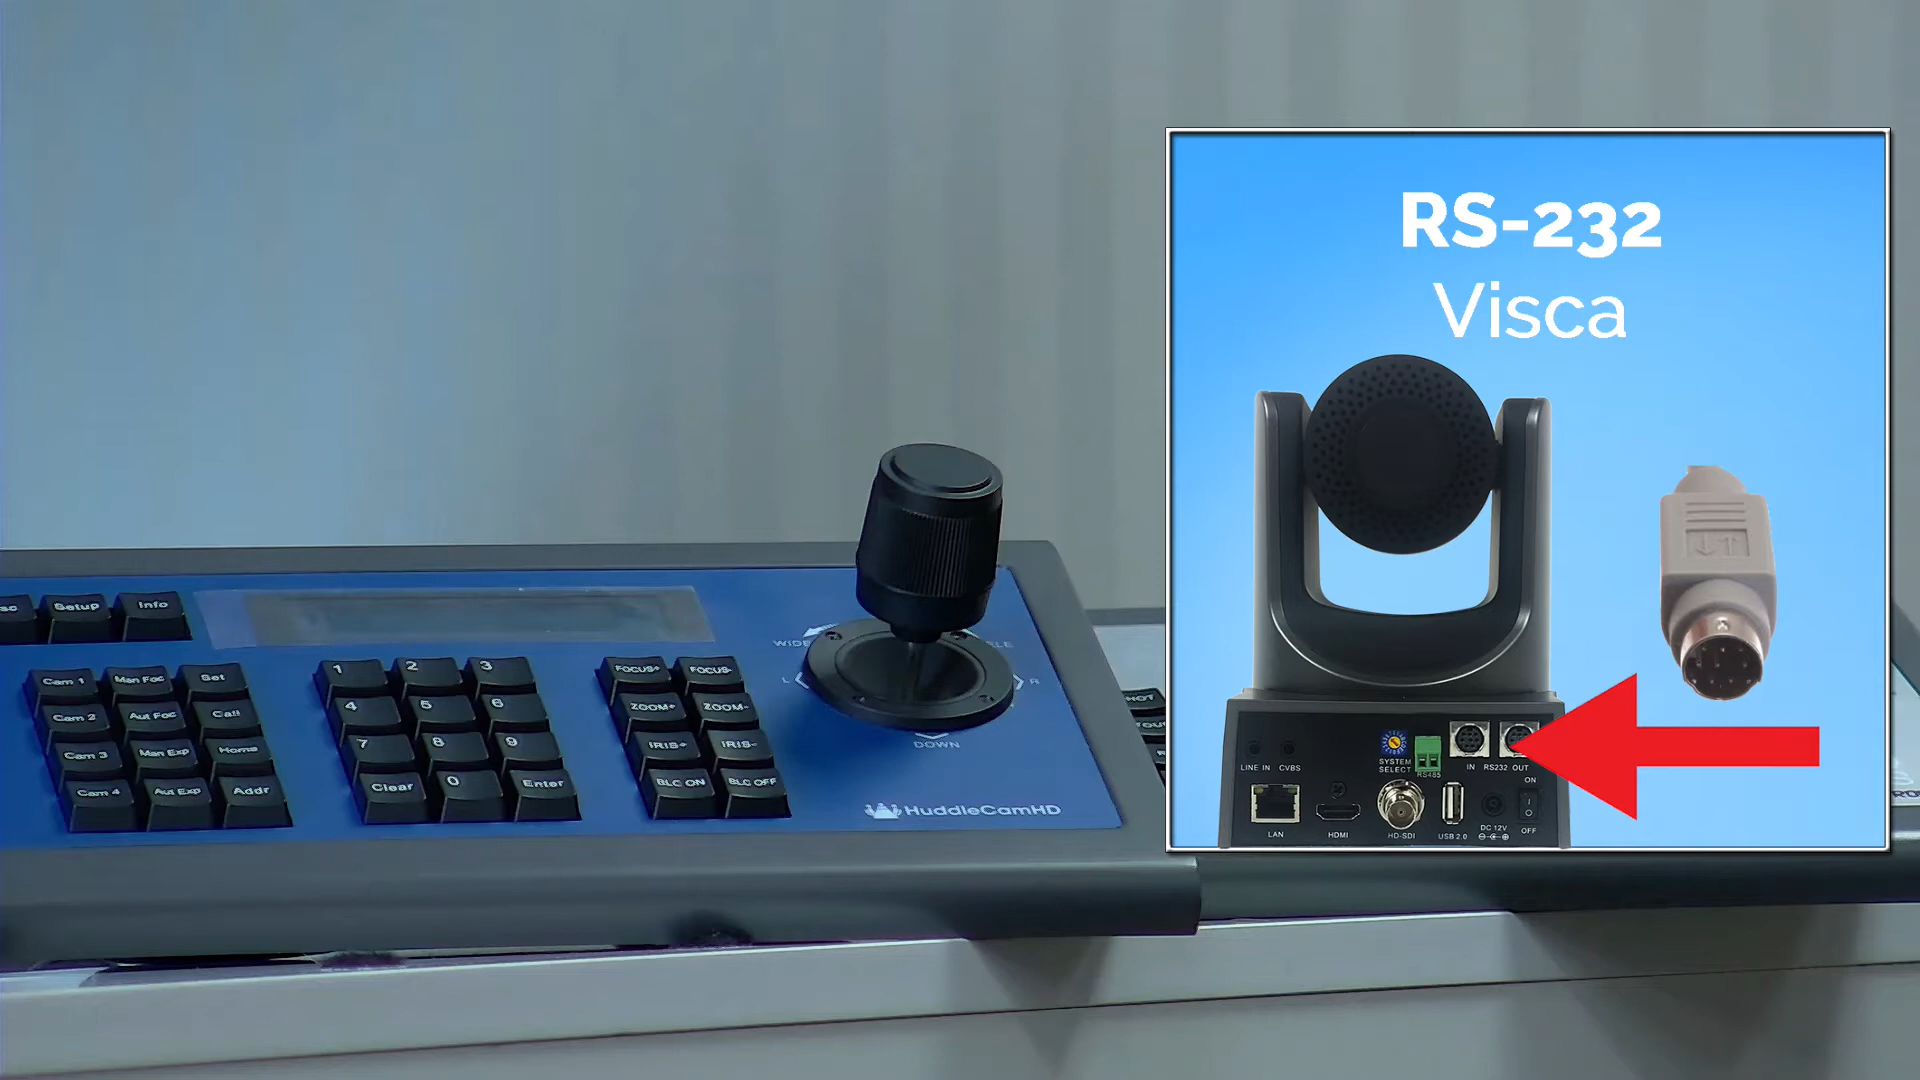 RS-232
Visca
Setup
Info
Cam 1
Man Foc
Set
Cam 2
Aut Foc
Call
Cam 3
Man Exp
Home
Cam 4
Aut Exp
Addr
1
2
3
4
5
6
7
8
9
Clear
0
Enter
FOCUS+
FOCUS-
ZOOM+
ZOOM-
IRIS+
IRIS-
BLC ON
BLC OFF
WIDE
L
R
DOWN
HuddleCamHD
LINE IN
CVBS
SYSTEM
SELECT
RS485
IN
RS232
OUT
LAN
HDMI
HD-SDI
USB 2.0
DC 12V
ON
OFF